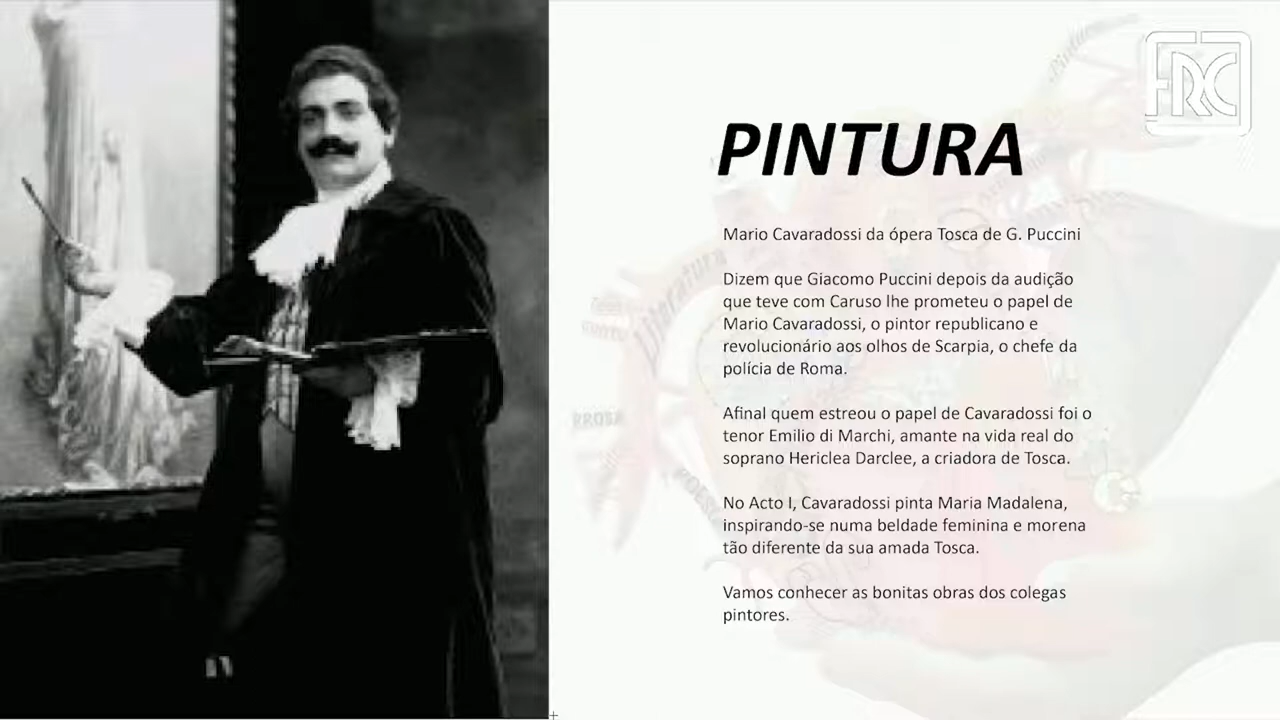 FRC
PINTURA
Mario Cavaradossi da ópera Tosca de G. Puccini
Dizem que Giacomo Puccini depois da audição
que teve com Caruso lhe prometeu o papel de
Mario Cavaradossi, o pintor republicano e
revolucionário aos olhos de Scarpia, o chefe da
polícia de Roma.
Afinal quem estreou o papel de Cavaradossi foi o
tenor Emilio di Marchi, amante na vida real do
soprano Hericlea Darclee, a criadora de Tosca.
No Acto I, Cavaradossi pinta Maria Madalena,
inspirando-se numa beldade feminina e morena
tão diferente da sua amada Tosca.
Vamos conhecer as bonitas obras dos colegas
pintores.
Literatura
PROSA